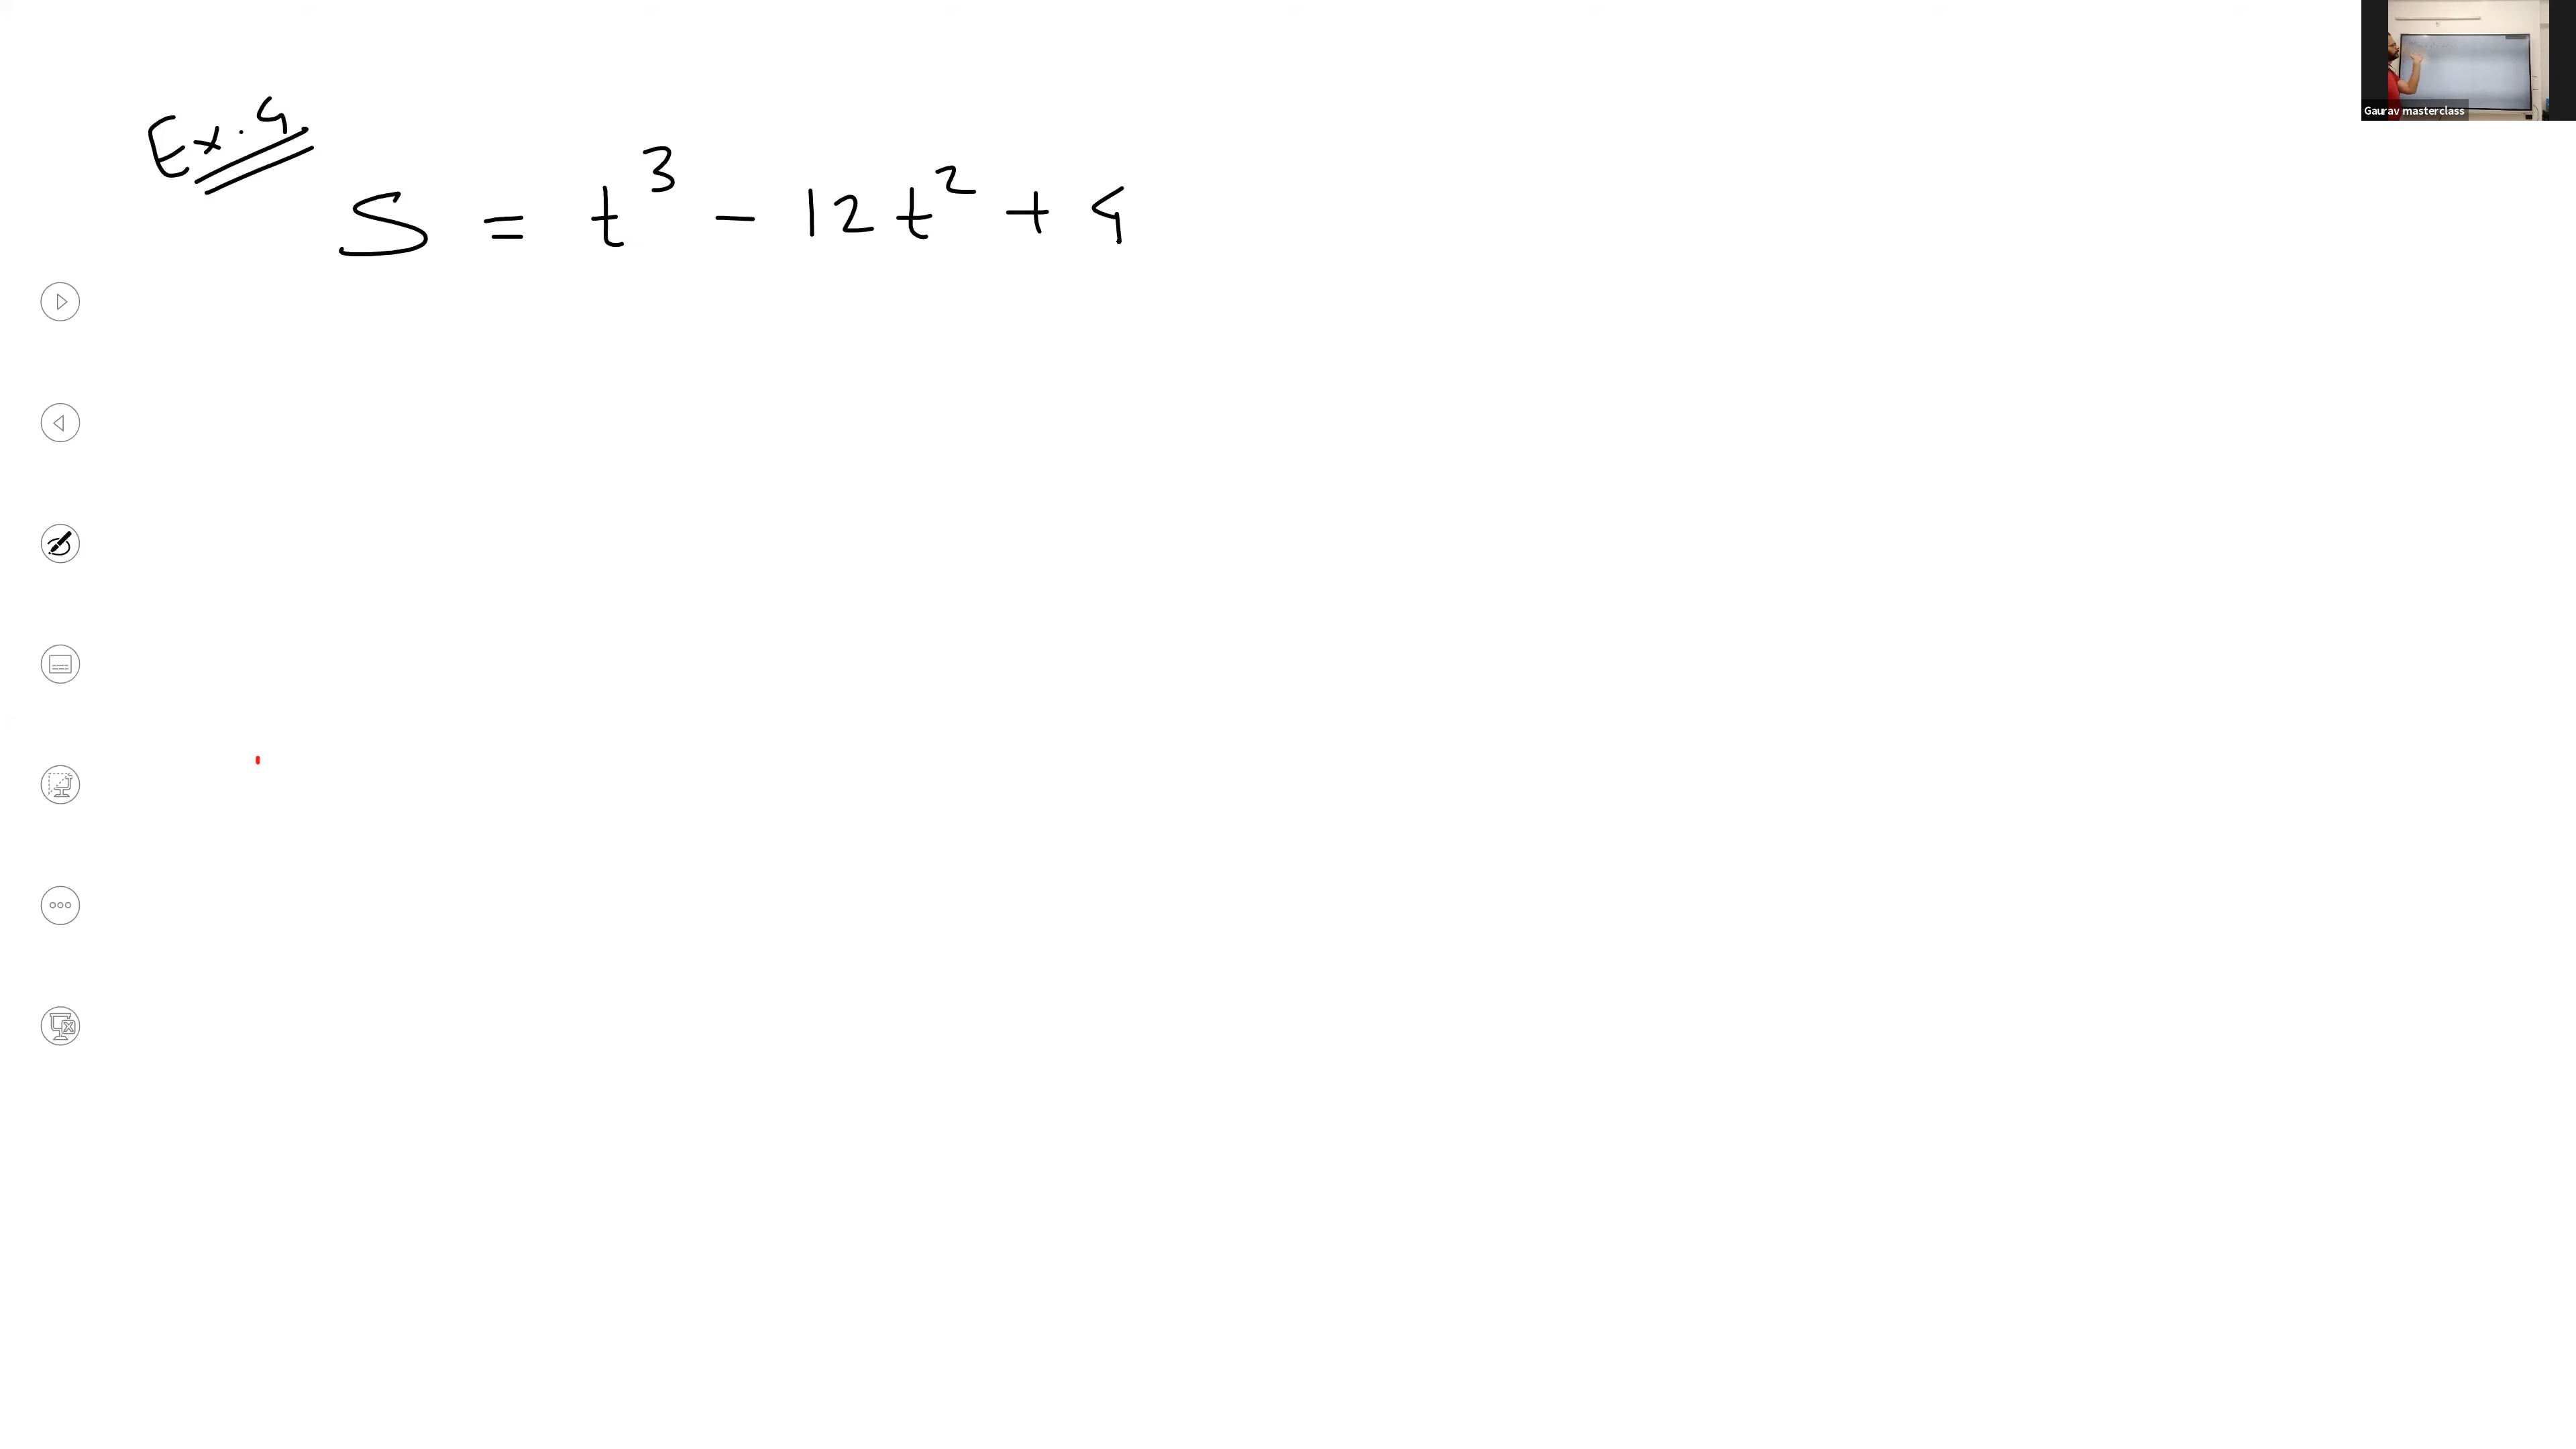 Ex. 4
S = t³ - 12t² + 4
Gaurav masterclass